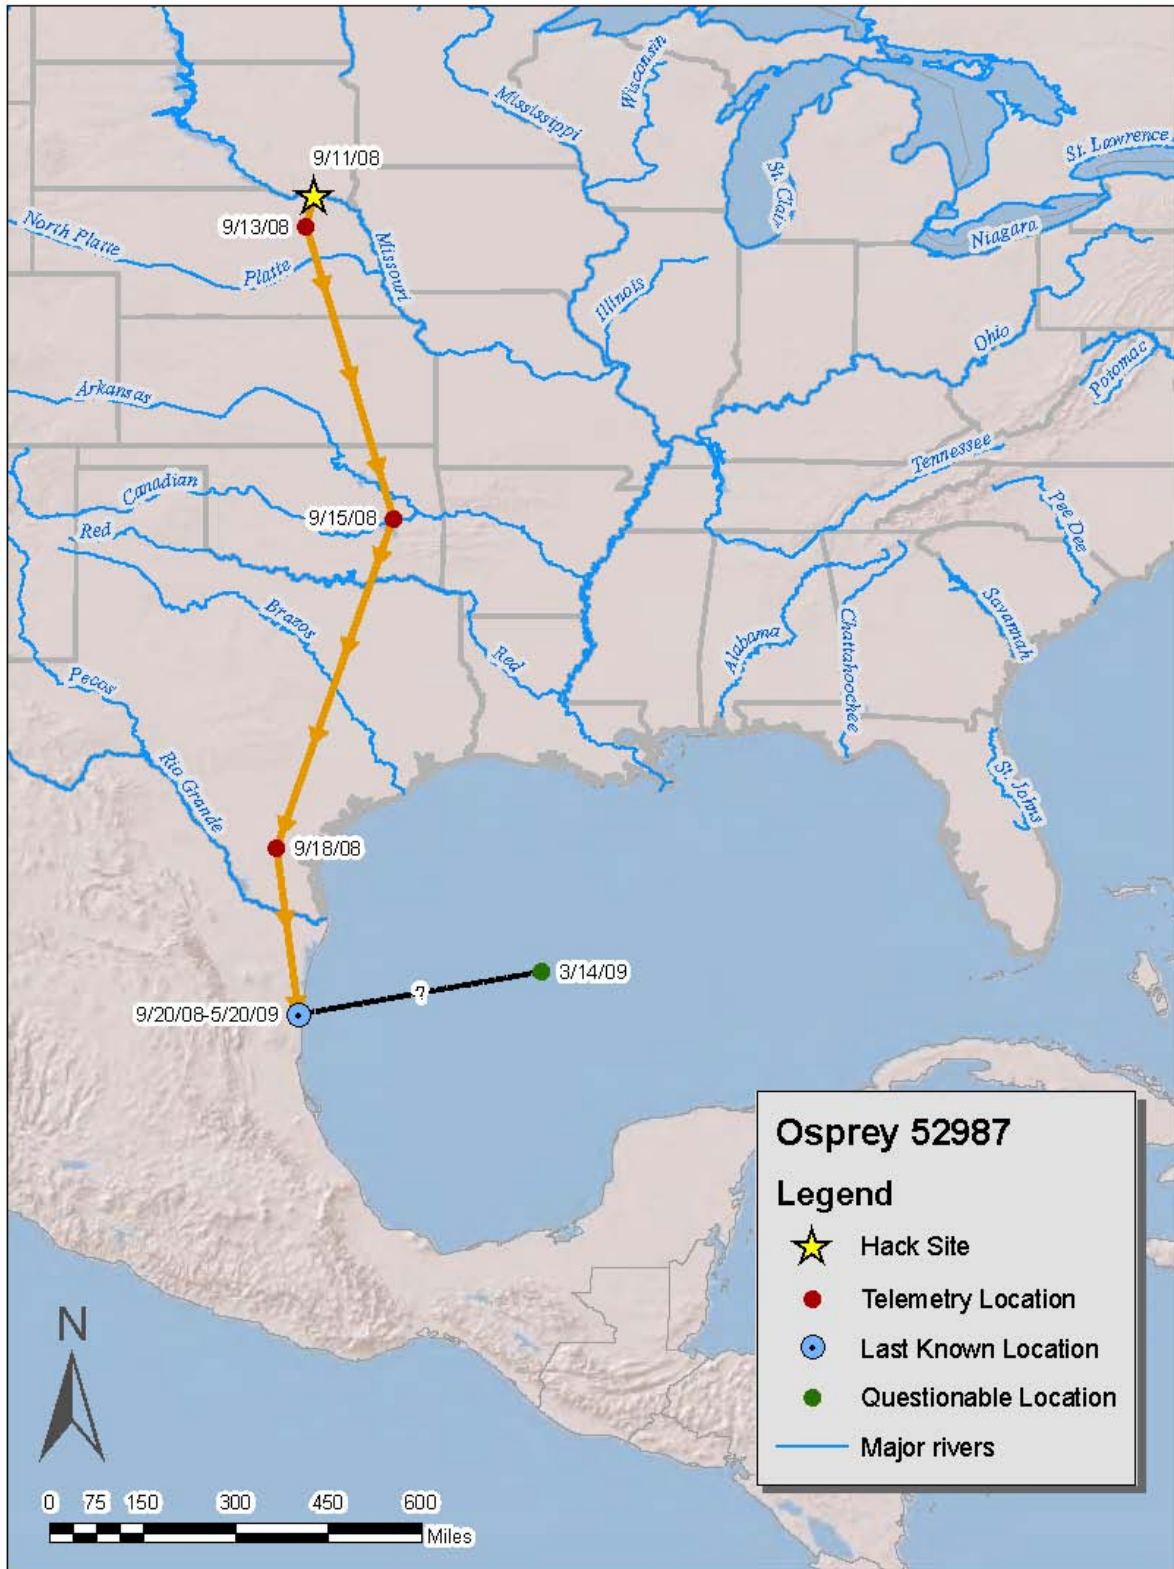 9/11/08
9/13/08
North Platte
Platte
Missouri
Mississippi
Wisconsin
St. Clair
St. Lawrence
Niagara
Illinois
Ohio
Potomac
Arkansas
Tennessee
Canadian
9/15/08
Red
Pee Dee
Brazos
Savannah
Alabama
Chattahoochee
Red
Pecos
Rio Grande
St. Johns
9/18/08
3/14/09
?
9/20/08-5/20/09
Osprey 52987
Legend
Hack Site
Telemetry Location
Last Known Location
Questionable Location
Major rivers
N
0 75 150 300 450 600
Miles